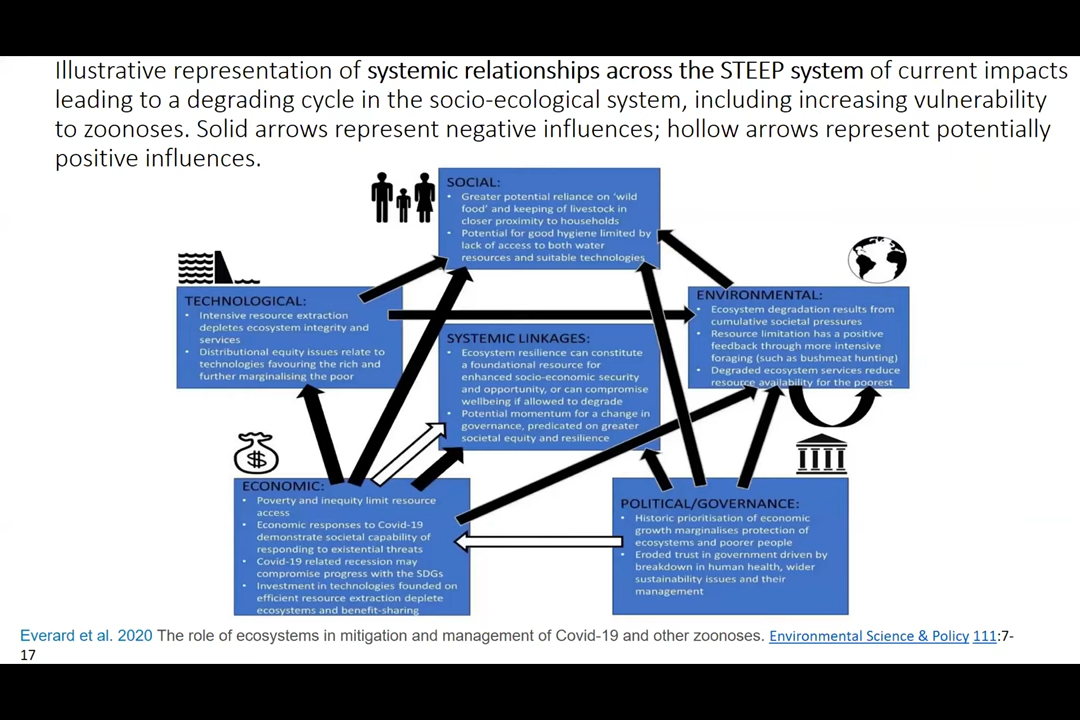 Illustrative representation of systemic relationships across the STEEP system of current impacts
leading to a degrading cycle in the socio-ecological system, including increasing vulnerability
to zoonoses. Solid arrows represent negative influences; hollow arrows represent potentially
positive influences.
SOCIAL:
• Greater potential reliance on ‘wild
food’ and keeping of livestock in
closer proximity to households
• Potential for good hygiene limited by
lack of access to both water
resources and suitable technologies
TECHNOLOGICAL:
• Intensive resource extraction
depletes ecosystem integrity and
services
• Distributional equity issues relate to
technologies favouring the rich and
further marginalising the poor
ENVIRONMENTAL:
• Ecosystem degradation results from
cumulative societal pressures
• Resource limitation has a positive
feedback through more intensive
foraging (such as bushmeat hunting)
• Degraded ecosystem services reduce
resource availability for the poorest
SYSTEMIC LINKAGES:
• Ecosystem resilience can constitute
a foundational resource for
enhanced socio-economic security
and opportunity, or can compromise
wellbeing if allowed to degrade
• Potential momentum for a change in
governance, predicated on greater
societal equity and resilience
$
ECONOMIC:
• Poverty and inequity limit resource
access
• Economic responses to Covid-19
demonstrate societal capability of
responding to existential threats
• Covid-19 related recession may
compromise progress with the SDGs
• Investment in technologies founded on
efficient resource extraction deplete
ecosystems and benefit-sharing
POLITICAL/GOVERNANCE:
• Historic prioritisation of economic
growth marginalises protection of
ecosystems and poorer people
• Eroded trust in government driven by
breakdown in human health, wider
sustainability issues and their
management
Everard et al. 2020 The role of ecosystems in mitigation and management of Covid-19 and other zoonoses. Environmental Science & Policy 111:7-
17